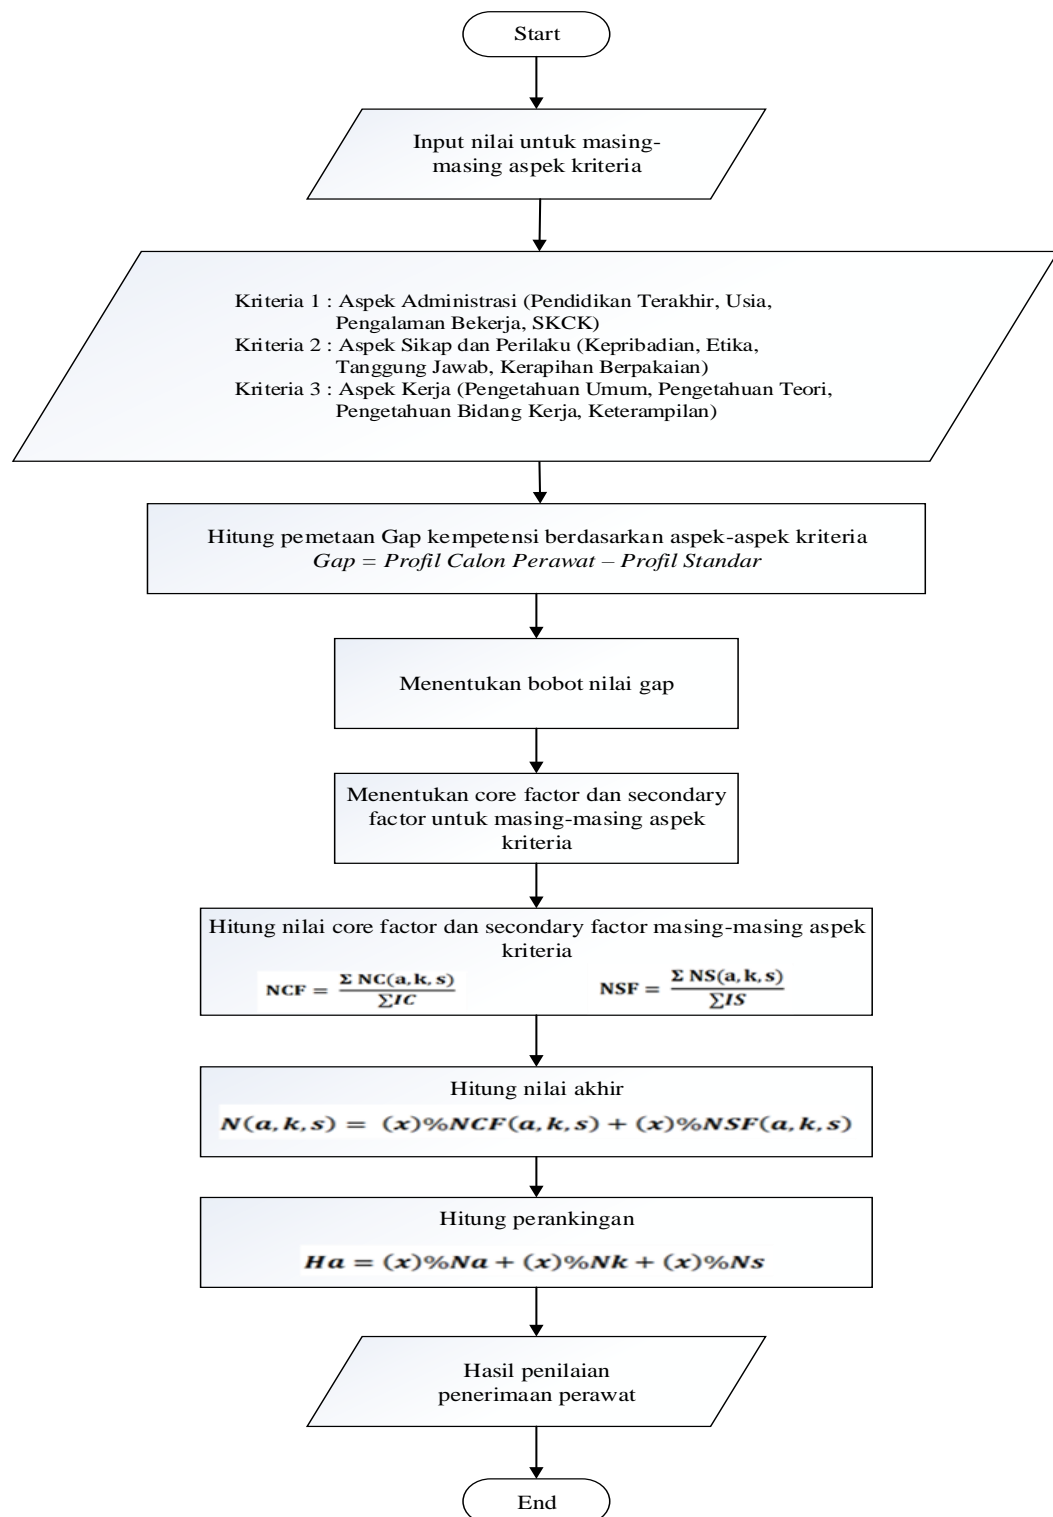 Start
Input nilai untuk masing-
masing aspek kriteria
Kriteria 1 : Aspek Administrasi (Pendidikan Terakhir, Usia,
Pengalaman Bekerja, SKCK)
Kriteria 2 : Aspek Sikap dan Perilaku (Kepribadian, Etika,
Tanggung Jawab, Kerapihan Berpakaian)
Kriteria 3 : Aspek Kerja (Pengetahuan Umum, Pengetahuan Teori,
Pengetahuan Bidang Kerja, Keterampilan)
Hitung pemetaan Gap kempetensi berdasarkan aspek-aspek kriteria
Gap = Profil Calon Perawat – Profil Standar
Menentukan bobot nilai gap
Menentukan core factor dan secondary
factor untuk masing-masing aspek
kriteria
Hitung nilai core factor dan secondary factor masing-masing aspek
kriteria
NCF = Σ NC(a, k, s) / ∑IC
NSF = Σ NS(a, k, s) / ∑IS
Hitung nilai akhir
N(a, k, s) = (x)%NCF(a, k, s) + (x)%NSF(a, k, s)
Hitung perankingan
Ha = (x)%Na + (x)%Nk + (x)%Ns
Hasil penilaian
penerimaan perawat
End